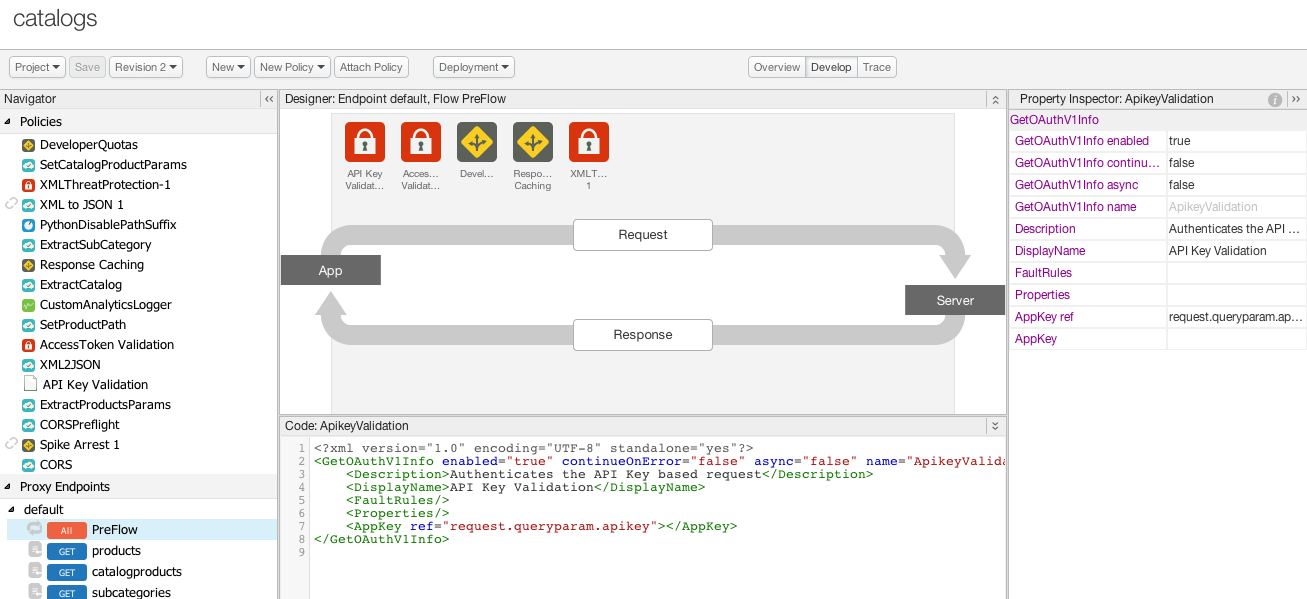 catalogs
Project Save Revision 2 New New Policy Attach Policy Deployment Overview Develop Trace
Navigator
Policies
DeveloperQuotas
SetCatalogProductParams
XMLThreatProtection-1
XML to JSON 1
PythonDisablePathSuffix
ExtractSubCategory
Response Caching
ExtractCatalog
CustomAnalyticsLogger
SetProductPath
AccessToken Validation
XML2JSON
API Key Validation
ExtractProductsParams
CORSPreflight
Spike Arrest 1
CORS
Proxy Endpoints
default
All PreFlow
GET products
GET catalogproducts
GET subcategories
Designer: Endpoint default, Flow PreFlow
API Key Acces... Devel... Respo... XMLT...
Validat... Validat... Caching 1
Request
App
Server
Response
Code: ApikeyValidation
1 <?xml version="1.0" encoding="UTF-8" standalone="yes"?>
2 <GetOAuthV1Info enabled="true" continueOnError="false" async="false" name="ApikeyValida
3 <Description>Authenticates the API Key based request</Description>
4 <DisplayName>API Key Validation</DisplayName>
5 <FaultRules/>
6 <Properties/>
7 <AppKey ref="request.queryparam.apikey"></AppKey>
8 </GetOAuthV1Info>
9
Property Inspector: ApikeyValidation
GetOAuthV1Info
GetOAuthV1Info enabled true
GetOAuthV1Info continu... false
GetOAuthV1Info async false
GetOAuthV1Info name ApikeyValidation
Description Authenticates the API ...
DisplayName API Key Validation
FaultRules
Properties
AppKey ref request.queryparam.ap...
AppKey